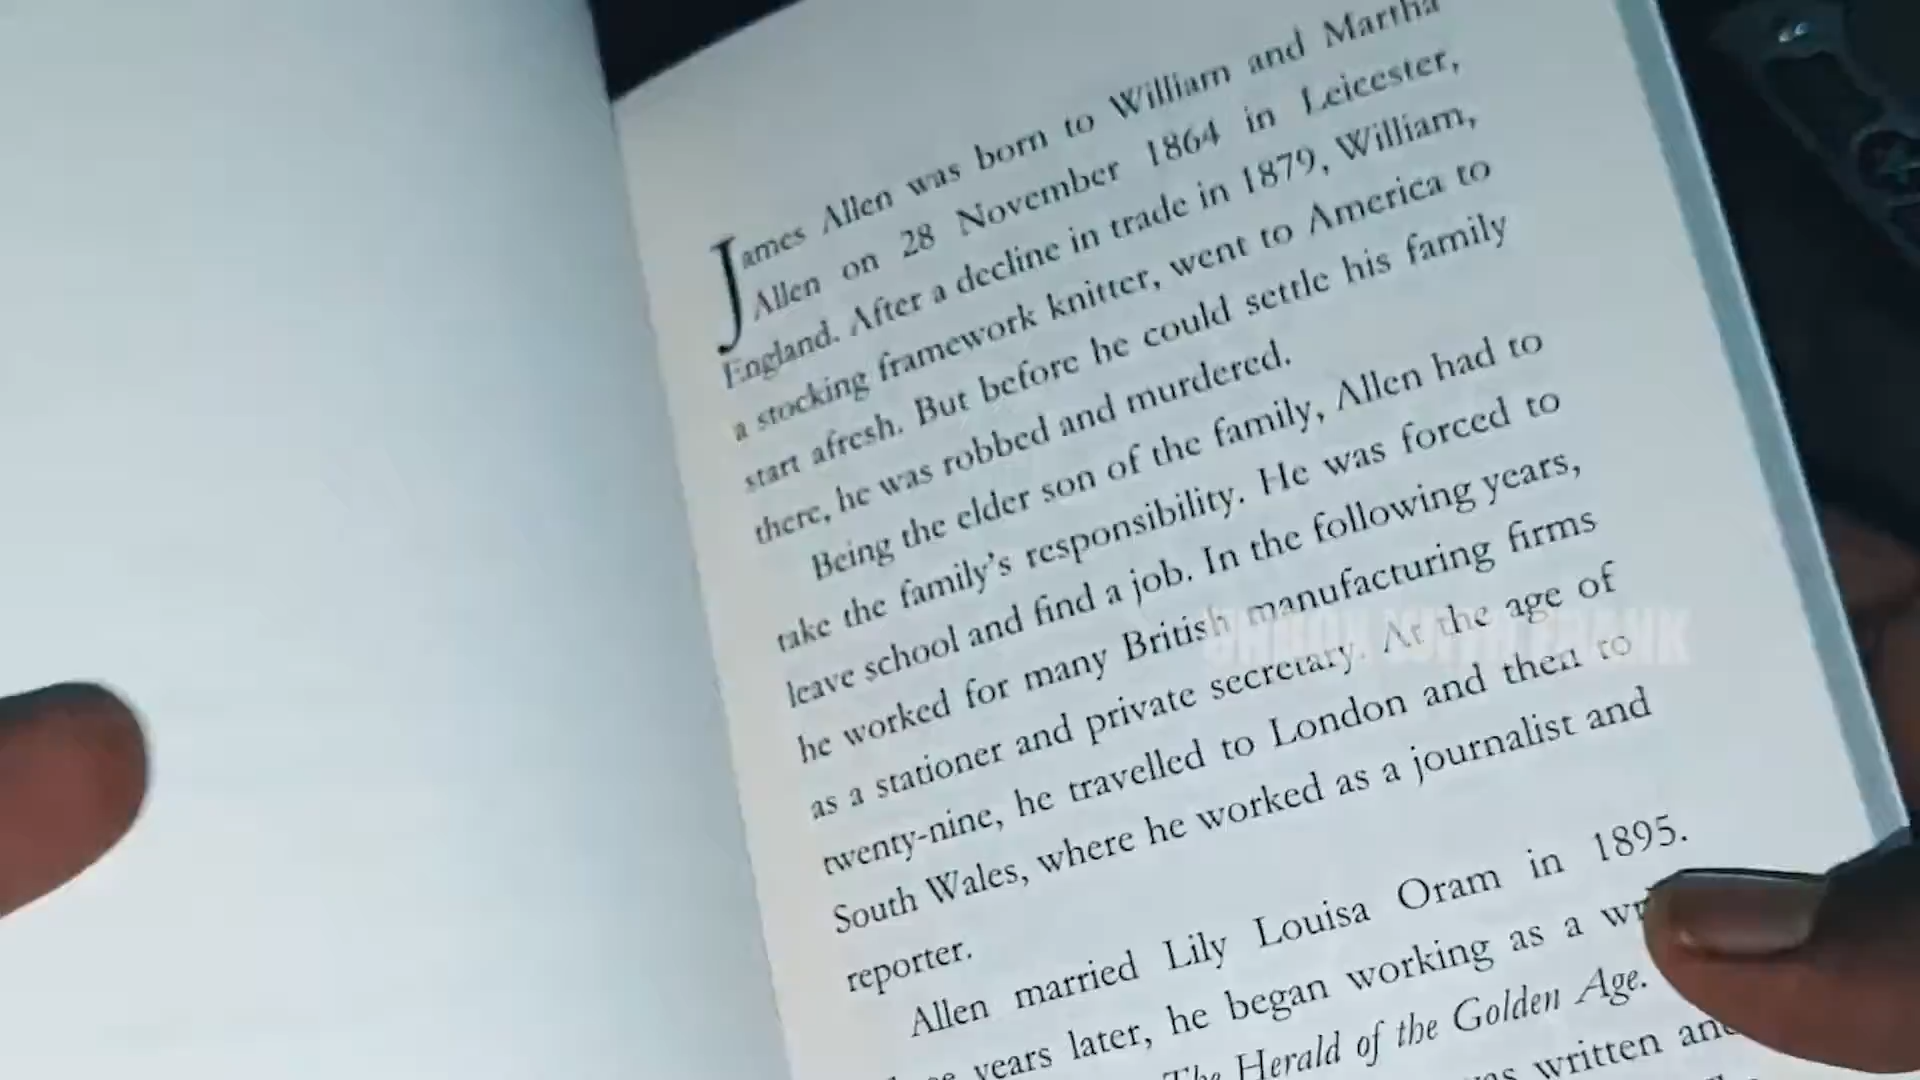 James Allen was born to William and Martha
Allen on 28 November 1864 in Leicester,
England. After a decline in trade in 1879, William,
a stocking framework knitter, went to America to
start afresh. But before he could settle his family
there, he was robbed and murdered.
Being the elder son of the family, Allen had to
take the family's responsibility. He was forced to
leave school and find a job. In the following years,
he worked for many British manufacturing firms
as a stationer and private secretary. At the age of
twenty-nine, he travelled to London and then to
South Wales, where he worked as a journalist and
reporter.
Allen married Lily Louisa Oram in 1895.
years later, he began working as a
The Herald of the Golden Age.
was written and